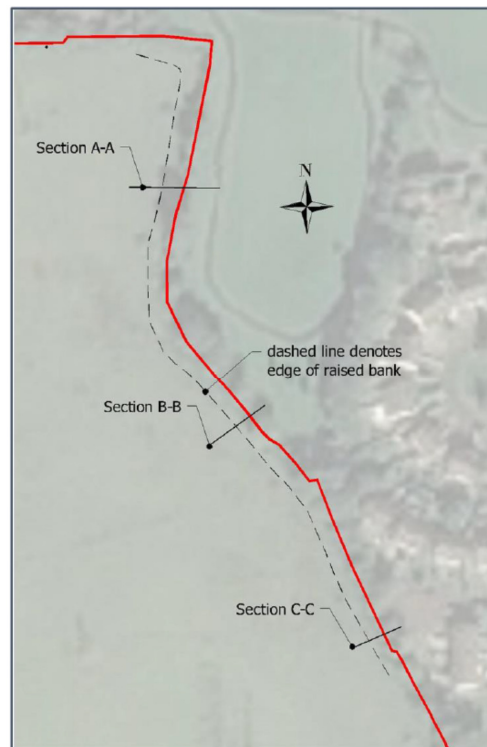 Section A-A
N
dashed line denotes
edge of raised bank
Section B-B
Section C-C